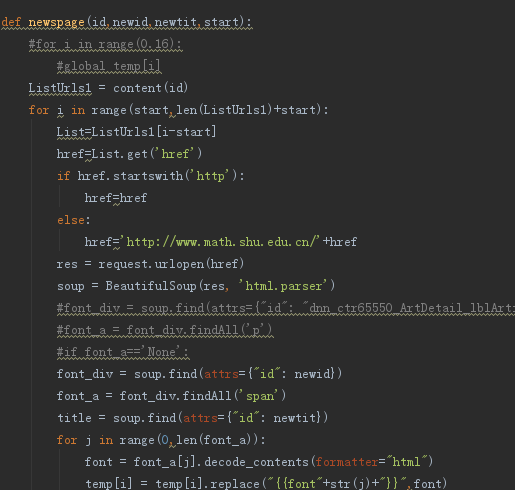 def newspage(id,newid,newtit,start):
#for i in range(0,16):
#global temp[i]
ListUrls1 = content(id)
for i in range(start,len(ListUrls1)+start):
List=ListUrls1[i-start]
href=List.get('href')
if href.startswith('http'):
href=href
else:
href='http://www.math.shu.edu.cn/'+href
res = request.urlopen(href)
soup = BeautifulSoup(res, 'html.parser')
#font_div = soup.find(attrs={"id": "dnn_ctr65550_ArtDetail_lblArti
#font_a = font_div.findAll('p')
#if font_a=='None':
font_div = soup.find(attrs={"id": newid})
font_a = font_div.findAll('span')
title = soup.find(attrs={"id": newtit})
for j in range(0,len(font_a)):
font = font_a[j].decode_contents(formatter="html")
temp[i] = temp[i].replace("{{font"+str(j)+"}}",font)